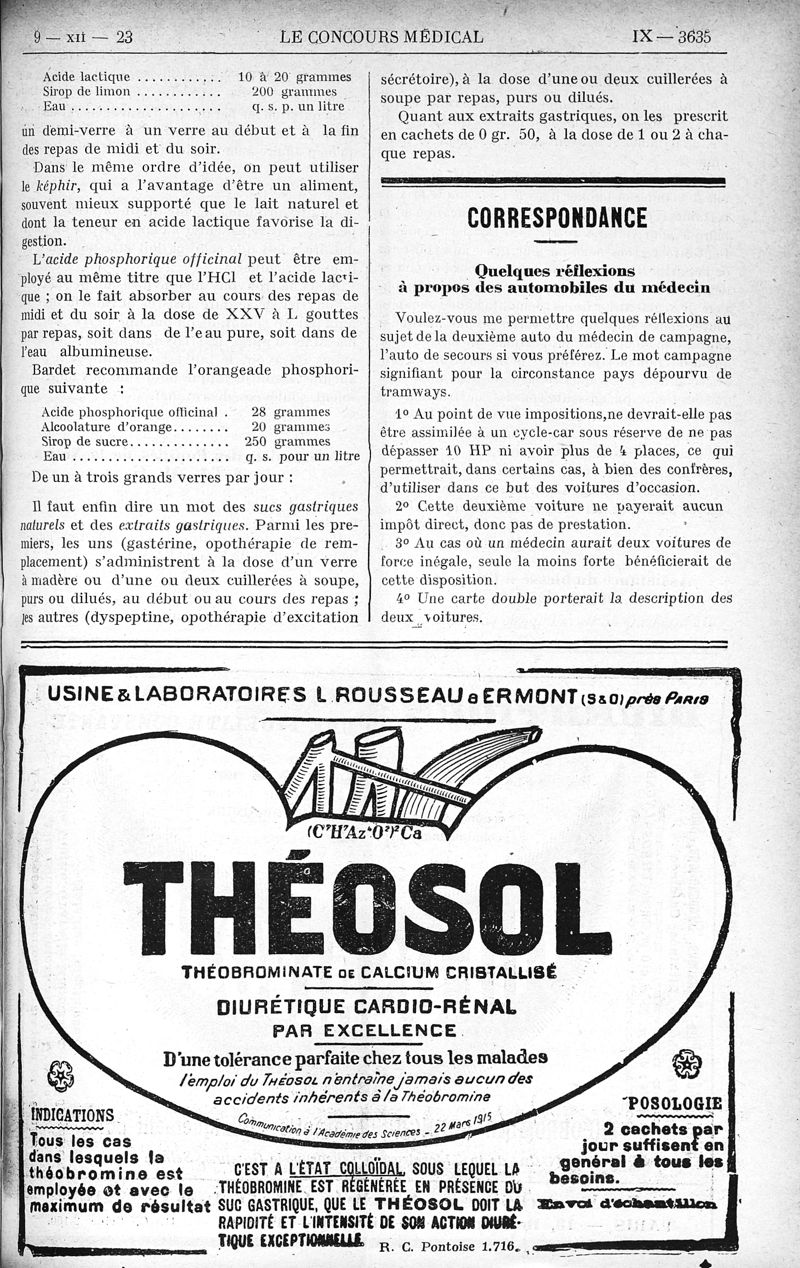 9 — XII — 23 LE CONCOURS MÉDICAL IX — 3635
Acide lactique ........... 10 à 20 grammes
Sirop de limon ........... 200 grammes
Eau .................... q. s. p. un litre
un demi-verre à un verre au début et à la fin
des repas de midi et du soir.
Dans le même ordre d'idée, on peut utiliser
le képhir, qui a l'avantage d'être un aliment,
souvent mieux supporté que le lait naturel et
dont la teneur en acide lactique favorise la di-
gestion.
L'acide phosphorique officinal peut être em-
ployé au même titre que l'HCl et l'acide lacti-
que ; on le fait absorber au cours des repas de
midi et du soir à la dose de XXV à L gouttes
par repas, soit dans de l'eau pure, soit dans de
l'eau albumineuse.
Bardet recommande l'orangeade phosphori-
que suivante :
Acide phosphorique officinal . 28 grammes
Alcoolature d'orange........ 20 grammes
Sirop de sucre.............. 250 grammes
Eau ...................... q. s. pour un litre
De un à trois grands verres par jour :
Il faut enfin dire un mot des sucs gastriques
naturels et des extraits gastriques. Parmi les pre-
miers, les uns (gastérine, opothérapie de rem-
placement) s'administrent à la dose d'un verre
à madère ou d'une ou deux cuillerées à soupe,
purs ou dilués, au début ou au cours des repas ;
les autres (dyspeptine, opothérapie d'excitation
sécrétoire), à la dose d'une ou deux cuillerées à
soupe par repas, purs ou dilués.
Quant aux extraits gastriques, on les prescrit
en cachets de 0 gr. 50, à la dose de 1 ou 2 à cha-
que repas.
CORRESPONDANCE
Quelques réflexions
à propos des automobiles du médecin
Voulez-vous me permettre quelques réflexions au
sujet de la deuxième auto du médecin de campagne,
l'auto de secours si vous préférez. Le mot campagne
signifiant pour la circonstance pays dépourvu de
tramways.
1º Au point de vue impositions, ne devrait-elle pas
être assimilée à un cycle-car sous réserve de ne pas
dépasser 10 HP ni avoir plus de 4 places, ce qui
permettrait, dans certains cas, à bien des confrères,
d'utiliser dans ce but des voitures d'occasion.
2º Cette deuxième voiture ne payerait aucun
impôt direct, donc pas de prestation.
3º Au cas où un médecin aurait deux voitures de
force inégale, seule la moins forte bénéficierait de
cette disposition.
4º Une carte double porterait la description des
deux voitures.
USINE & LABORATOIRES L. ROUSSEAU à ERMONT (S&O) près PARIS
(C⁷H⁷Az⁴O²)² Ca
THÉOSOL
THÉOBROMINATE DE CALCIUM CRISTALLISÉ
DIURÉTIQUE CARDIO-RÉNAL
PAR EXCELLENCE
D'une tolérance parfaite chez tous les malades
l'emploi du THÉOSOL n'entraîne jamais aucun des
accidents inhérents à la Théobromine
Communication à l'Académie des Sciences - 22 Mars 1915
INDICATIONS
Tous les cas
dans lesquels la
théobromine est
employée et avec le
maximum de résultat
C'EST A L'ÉTAT COLLOÏDAL, SOUS LEQUEL LA
THÉOBROMINE EST RÉGÉNÉRÉE EN PRÉSENCE DU
SUC GASTRIQUE, QUE LE THÉOSOL DOIT LA
RAPIDITÉ ET L'INTENSITÉ DE SON ACTION DIURÉ-
TIQUE EXCEPTIONNELLE
POSOLOGIE
2 cachets par
jour suffisent en
général à tous les
besoins.
Envoi d'échantillon
R. C. Pontoise 1.716.